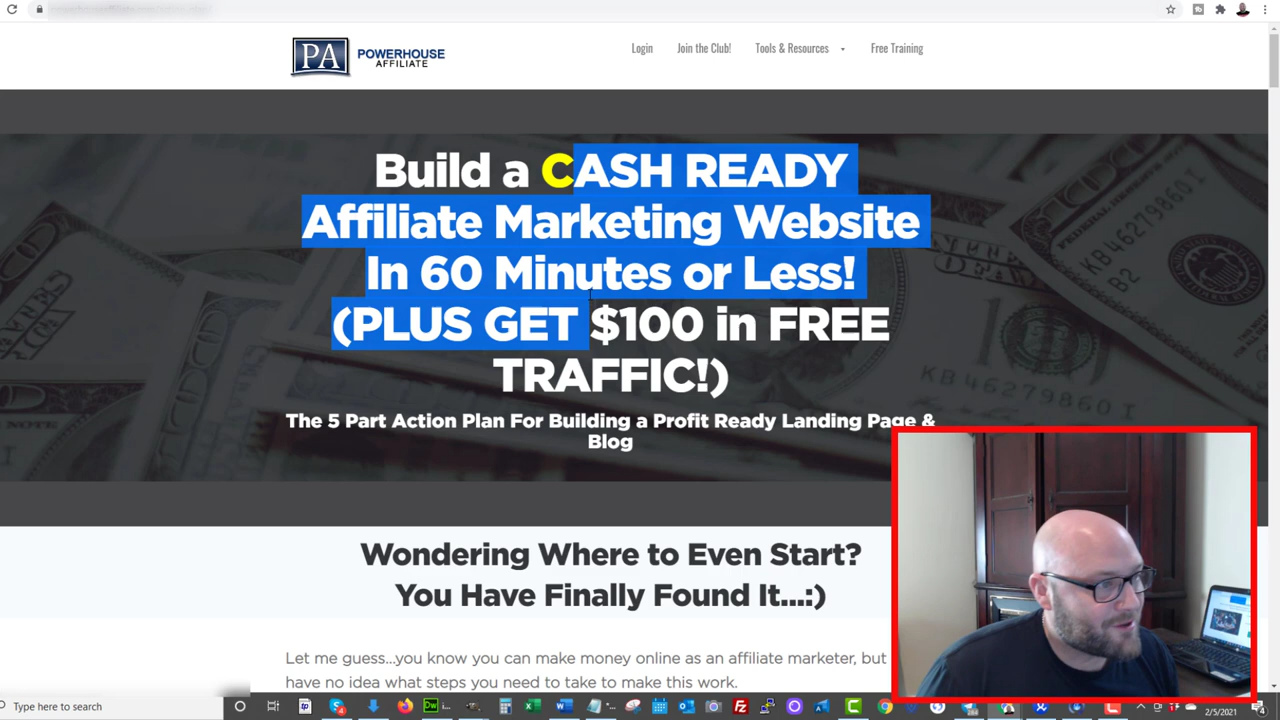 PA POWERHOUSE
AFFILIATE
Login Join the Club! Tools & Resources Free Training
Build a CASH READY
Affiliate Marketing Website
In 60 Minutes or Less!
(PLUS GET $100 in FREE
TRAFFIC!)
The 5 Part Action Plan For Building a Profit Ready Landing Page &
Blog
Wondering Where to Even Start?
You Have Finally Found It...:)
Let me guess...you know you can make money online as an affiliate marketer, but
have no idea what steps you need to take to make this work.
Type here to search
2/5/2021